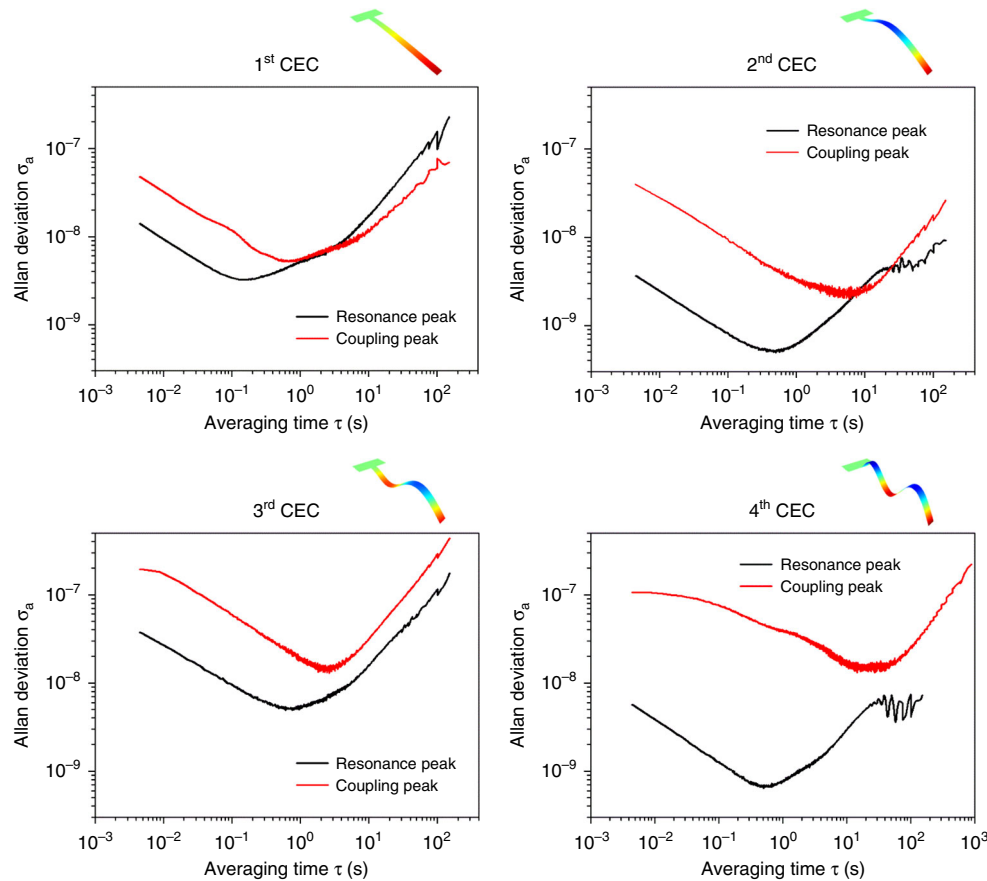 1st CEC
Allan deviation σa
10−7
10−8
10−9
Resonance peak
Coupling peak
10−3 10−2 10−1 100 101 102
Averaging time τ (s)
2nd CEC
Allan deviation σa
10−7
10−8
10−9
Resonance peak
Coupling peak
10−3 10−2 10−1 100 101 102
Averaging time τ (s)
3rd CEC
Allan deviation σa
10−7
10−8
10−9
Resonance peak
Coupling peak
10−3 10−2 10−1 100 101 102
Averaging time τ (s)
4th CEC
Allan deviation σa
10−7
10−8
10−9
Resonance peak
Coupling peak
10−3 10−2 10−1 100 101 102 103
Averaging time τ (s)